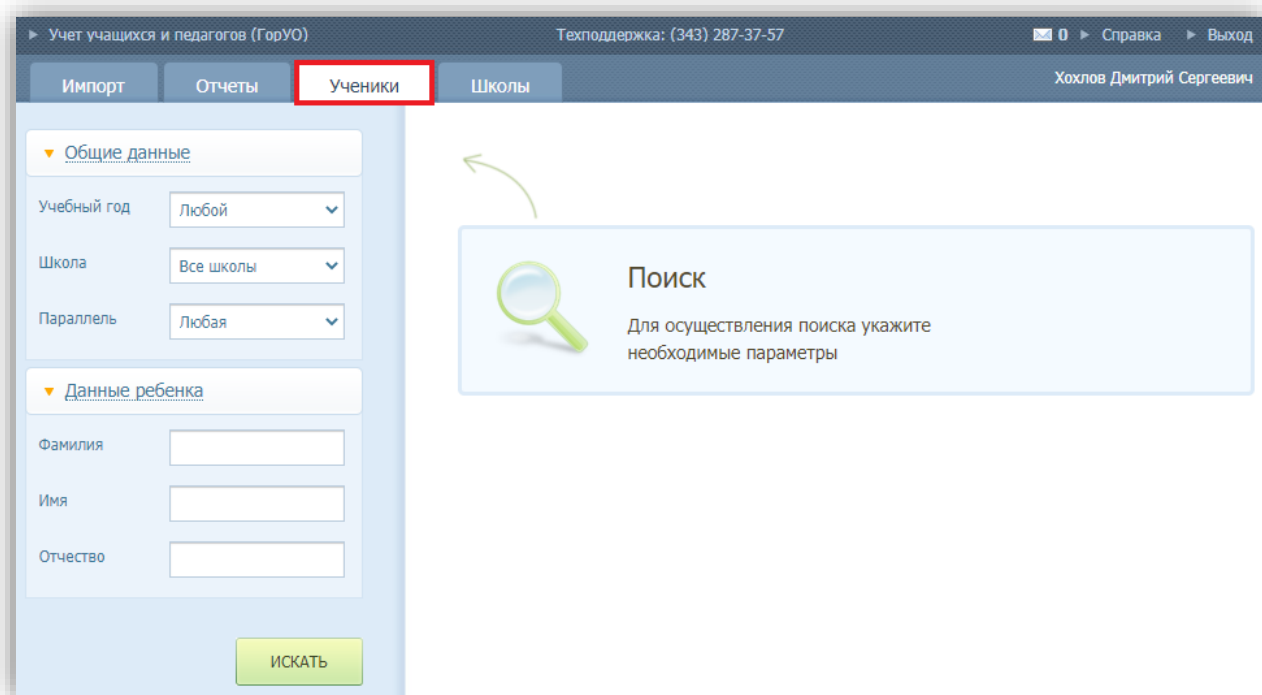 Учет учащихся и педагогов (ГорУО) Техподдержка: (343) 287-37-57 0 Справка Выход
Импорт Отчеты Ученики Школы Хохлов Дмитрий Сергеевич
Общие данные
Учебный год Любой
Школа Все школы
Параллель Любая
Данные ребенка
Фамилия
Имя
Отчество
ИСКАТЬ
Поиск
Для осуществления поиска укажите
необходимые параметры